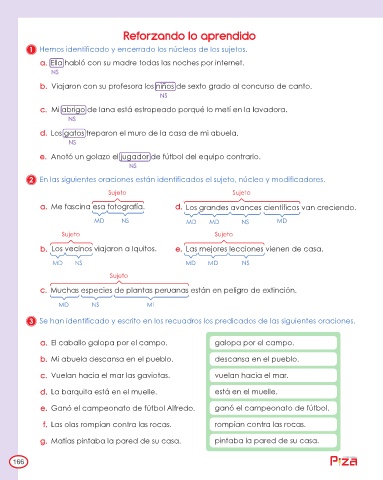 Reforzando lo aprendido
1 Hemos identificado y encerrado los núcleos de los sujetos.
a. Ella habló con su madre todas las noches por internet.
NS
b. Viajaron con su profesora los niños de sexto grado al concurso de canto.
NS
c. Mi abrigo de lana está estropeado porqué lo metí en la lavadora.
NS
d. Los gatos treparon el muro de la casa de mi abuela.
NS
e. Anotó un golazo el jugador de fútbol del equipo contrario.
NS
2 En las siguientes oraciones están identificados el sujeto, núcleo y modificadores.
Sujeto Sujeto
a. Me fascina esa fotografía. d. Los grandes avances científicos van creciendo.
MD NS MD MD NS MD
Sujeto Sujeto
b. Los vecinos viajaron a Iquitos. e. Las mejores lecciones vienen de casa.
MD NS MD MD NS
Sujeto
c. Muchas especies de plantas peruanas están en peligro de extinción.
MD NS MI
3 Se han identificado y escrito en los recuadros los predicados de las siguientes oraciones.
a. El caballo galopa por el campo. galopa por el campo.
b. Mi abuela descansa en el pueblo. descansa en el pueblo.
c. Vuelan hacia el mar las gaviotas. vuelan hacia el mar.
d. La barquita está en el muelle. está en el muelle.
e. Ganó el campeonato de fútbol Alfredo. ganó el campeonato de fútbol.
f. Las olas rompían contra las rocas. rompían contra las rocas.
g. Matías pintaba la pared de su casa. pintaba la pared de su casa.
166 Piza